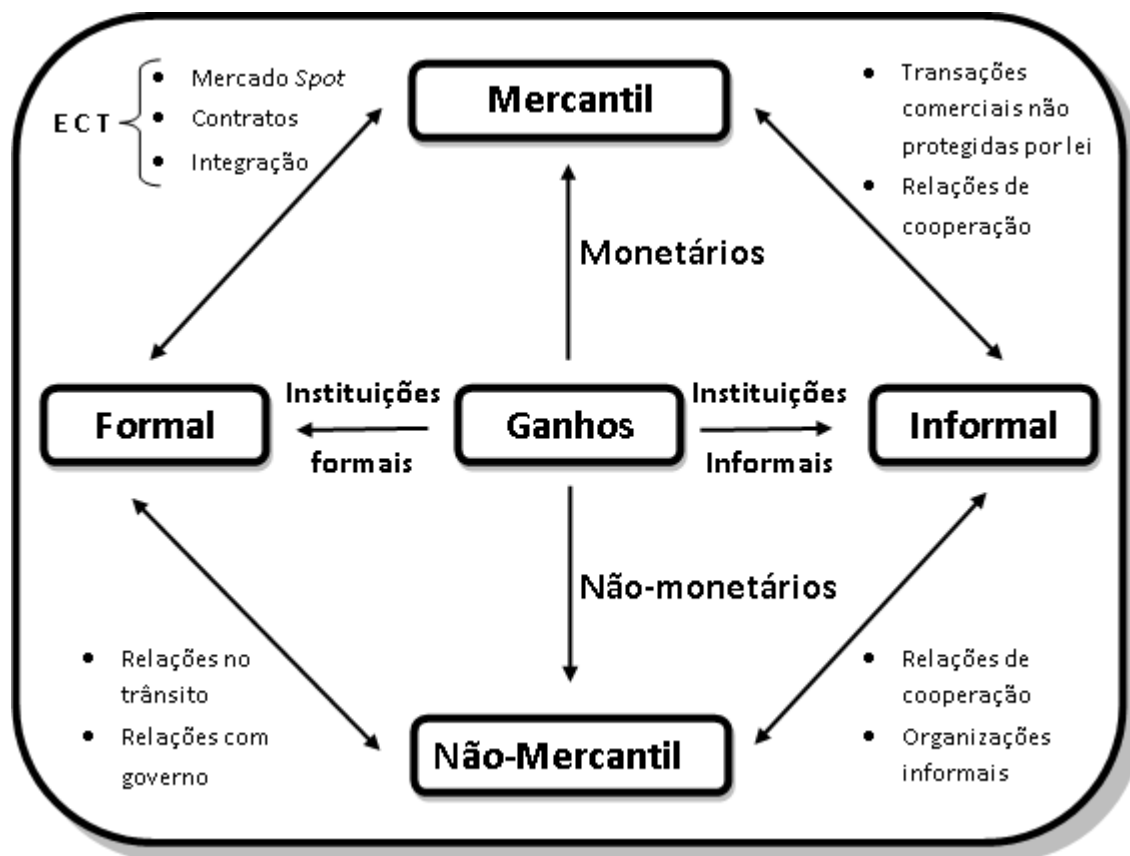 E C T
• Mercado Spot
• Contratos
• Integração
Mercantil
• Transações
comerciais não
protegidas por lei
• Relações de
cooperação
Monetários
Formal
Instituições
formais
Ganhos
Instituições
Informais
Informal
Não-monetários
• Relações no
trânsito
• Relações com
governo
Não-Mercantil
• Relações de
cooperação
• Organizações
informais